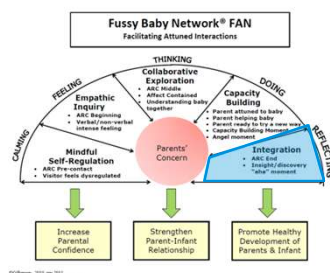 Fussy Baby Network® FAN
Facilitating Attuned Interactions
THINKING
FEELING
DOING
CALMING
REFLECTING
Collaborative Exploration
• ARC Middle
• Affect Contained
• Understanding baby together
Empathic Inquiry
• ARC Beginning
• Verbal/non-verbal intense feeling
Capacity Building
• Parent attuned to baby
• Parent helping baby
• Parent ready to try a new way
• Capacity Building Moment
• Angel moment
Mindful Self-Regulation
• ARC Pre-contact
• Visitor feels dysregulated
Parents' Concern
Integration
• ARC End
• Insight/discovery "aha" moment
Increase Parental Confidence
Strengthen Parent-Infant Relationship
Promote Healthy Development of Parents & Infant